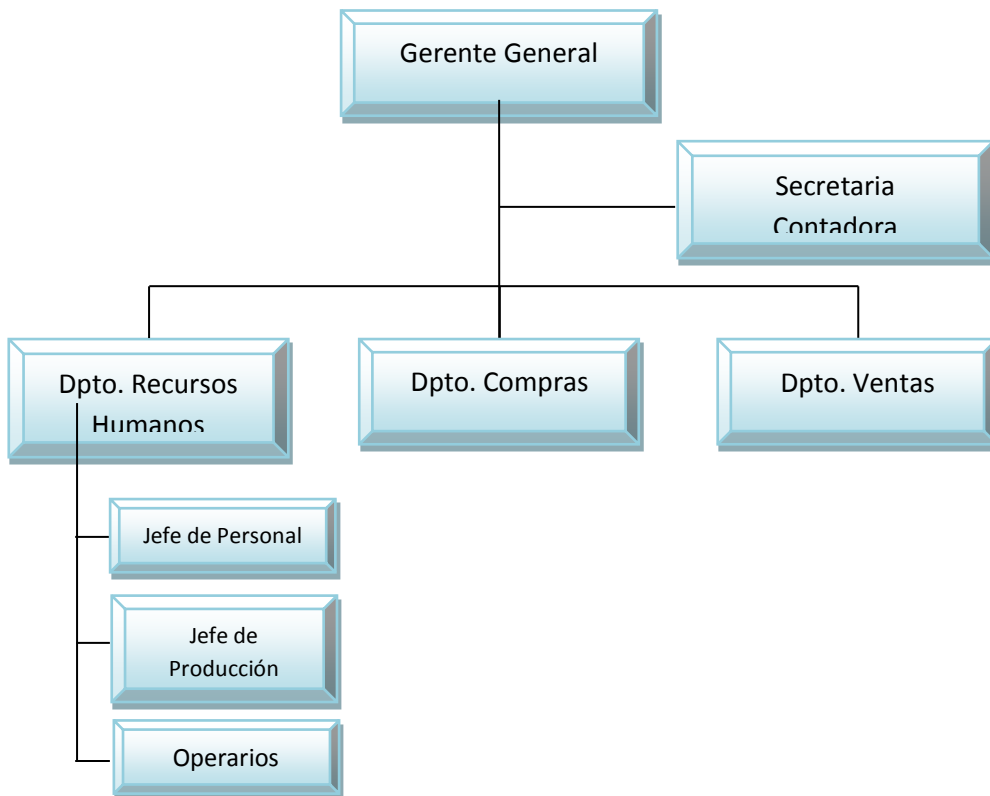 Gerente General
Secretaria
Contadora
Dpto. Recursos
Humanos
Dpto. Compras
Dpto. Ventas
Jefe de Personal
Jefe de
Producción
Operarios